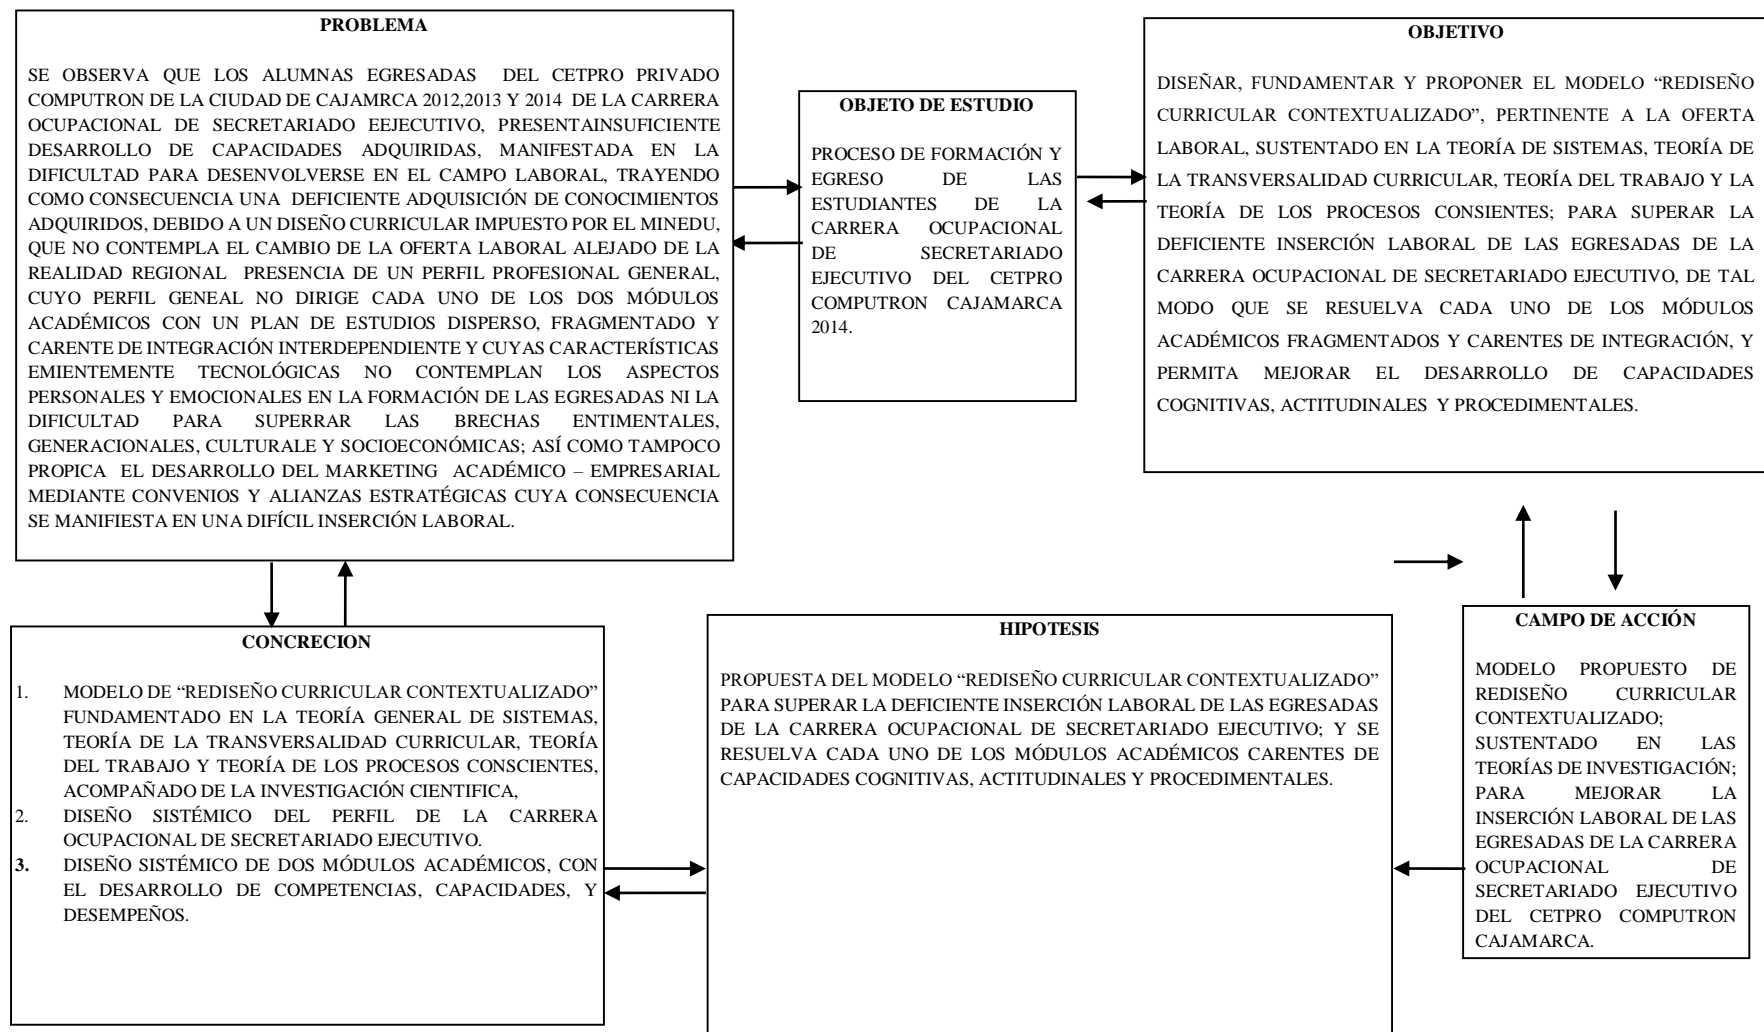 PROBLEMA
SE OBSERVA QUE LOS ALUMNAS EGRESADAS DEL CETPRO PRIVADO
COMPUTRON DE LA CIUDAD DE CAJAMRCA 2012,2013 Y 2014 DE LA CARRERA
OCUPACIONAL DE SECRETARIADO EEJECUTIVO, PRESENTAINSUFICIENTE
DESARROLLO DE CAPACIDADES ADQUIRIDAS, MANIFESTADA EN LA
DIFICULTAD PARA DESENVOLVERSE EN EL CAMPO LABORAL, TRAYENDO
COMO CONSECUENCIA UNA DEFICIENTE ADQUISICIÓN DE CONOCIMIENTOS
ADQUIRIDOS, DEBIDO A UN DISEÑO CURRICULAR IMPUESTO POR EL MINEDU,
QUE NO CONTEMPLA EL CAMBIO DE LA OFERTA LABORAL ALEJADO DE LA
REALIDAD REGIONAL PRESENCIA DE UN PERFIL PROFESIONAL GENERAL,
CUYO PERFIL GENEAL NO DIRIGE CADA UNO DE LOS DOS MÓDULOS
ACADÉMICOS CON UN PLAN DE ESTUDIOS DISPERSO, FRAGMENTADO Y
CARENTE DE INTEGRACIÓN INTERDEPENDIENTE Y CUYAS CARACTERÍSTICAS
EMIENTEMENTE TECNOLÓGICAS NO CONTEMPLAN LOS ASPECTOS
PERSONALES Y EMOCIONALES EN LA FORMACIÓN DE LAS EGRESADAS NI LA
DIFICULTAD PARA SUPERRAR LAS BRECHAS ENTIMENTALES,
GENERACIONALES, CULTURALE Y SOCIOECONÓMICAS; ASÍ COMO TAMPOCO
PROPICA EL DESARROLLO DEL MARKETING ACADÉMICO – EMPRESARIAL
MEDIANTE CONVENIOS Y ALIANZAS ESTRATÉGICAS CUYA CONSECUENCIA
SE MANIFIESTA EN UNA DIFÍCIL INSERCIÓN LABORAL.
OBJETO DE ESTUDIO
PROCESO DE FORMACIÓN Y
EGRESO DE LAS
ESTUDIANTES DE LA
CARRERA OCUPACIONAL
DE SECRETARIADO
EJECUTIVO DEL CETPRO
COMPUTRON CAJAMARCA
2014.
OBJETIVO
DISEÑAR, FUNDAMENTAR Y PROPONER EL MODELO “REDISEÑO
CURRICULAR CONTEXTUALIZADO”, PERTINENTE A LA OFERTA
LABORAL, SUSTENTADO EN LA TEORÍA DE SISTEMAS, TEORÍA DE
LA TRANSVERSALIDAD CURRICULAR, TEORÍA DEL TRABAJO Y LA
TEORÍA DE LOS PROCESOS CONSIENTES; PARA SUPERAR LA
DEFICIENTE INSERCIÓN LABORAL DE LAS EGRESADAS DE LA
CARRERA OCUPACIONAL DE SECRETARIADO EJECUTIVO, DE TAL
MODO QUE SE RESUELVA CADA UNO DE LOS MÓDULOS
ACADÉMICOS FRAGMENTADOS Y CARENTES DE INTEGRACIÓN, Y
PERMITA MEJORAR EL DESARROLLO DE CAPACIDADES
COGNITIVAS, ACTITUDINALES Y PROCEDIMENTALES.
CONCRECION
1. MODELO DE “REDISEÑO CURRICULAR CONTEXTUALIZADO”
FUNDAMENTADO EN LA TEORÍA GENERAL DE SISTEMAS,
TEORÍA DE LA TRANSVERSALIDAD CURRICULAR, TEORÍA
DEL TRABAJO Y TEORÍA DE LOS PROCESOS CONSCIENTES,
ACOMPAÑADO DE LA INVESTIGACIÓN CIENTIFICA,
2. DISEÑO SISTÉMICO DEL PERFIL DE LA CARRERA
OCUPACIONAL DE SECRETARIADO EJECUTIVO.
3. DISEÑO SISTÉMICO DE DOS MÓDULOS ACADÉMICOS, CON
EL DESARROLLO DE COMPETENCIAS, CAPACIDADES, Y
DESEMPEÑOS.
HIPOTESIS
PROPUESTA DEL MODELO “REDISEÑO CURRICULAR CONTEXTUALIZADO”
PARA SUPERAR LA DEFICIENTE INSERCIÓN LABORAL DE LAS EGRESADAS
DE LA CARRERA OCUPACIONAL DE SECRETARIADO EJECUTIVO; Y SE
RESUELVA CADA UNO DE LOS MÓDULOS ACADÉMICOS CARENTES DE
CAPACIDADES COGNITIVAS, ACTITUDINALES Y PROCEDIMENTALES.
CAMPO DE ACCIÓN
MODELO PROPUESTO DE
REDISEÑO CURRICULAR
CONTEXTUALIZADO;
SUSTENTADO EN LAS
TEORÍAS DE INVESTIGACIÓN;
PARA MEJORAR LA
INSERCIÓN LABORAL DE LAS
EGRESADAS DE LA CARRERA
OCUPACIONAL DE
SECRETARIADO EJECUTIVO
DEL CETPRO COMPUTRON
CAJAMARCA.